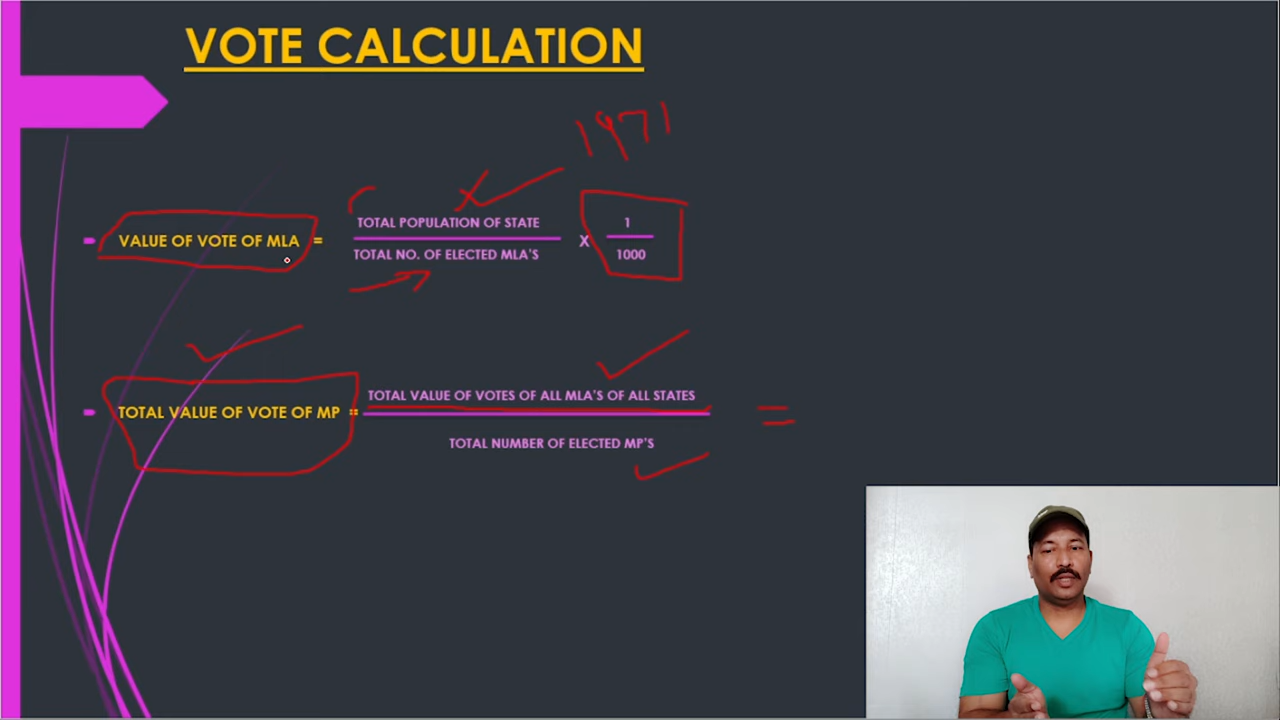 VOTE CALCULATION
1971
VALUE OF VOTE OF MLA = TOTAL POPULATION OF STATE X 1
TOTAL NO. OF ELECTED MLA'S 1000
TOTAL VALUE OF VOTE OF MP = TOTAL VALUE OF VOTES OF ALL MLA'S OF ALL STATES =
TOTAL NUMBER OF ELECTED MP'S